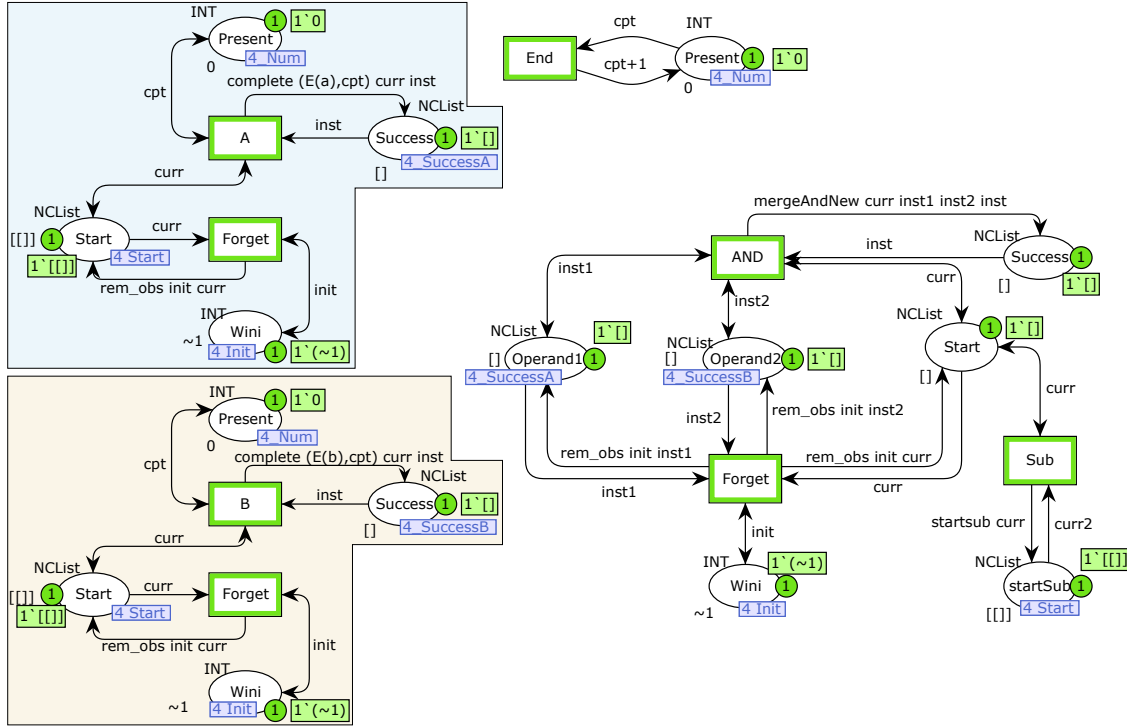 INT
1
1`0
Present
4_Num
0
complete (E(a),cpt) curr inst
cpt
NCList
A
inst
Success
1
1`[]
4_SuccessA
[]
curr
NCList
[[]]
1
Start
curr
Forget
4 Start
1`[[]]
rem_obs init curr
init
INT
Wini
~1
4 Init
1
1`(~1)
INT
1
1`0
Present
4_Num
0
complete (E(b),cpt) curr inst
cpt
NCList
B
inst
Success
1
1`[]
4_SuccessB
[]
curr
NCList
[[]]
1
Start
curr
Forget
4 Start
1`[[]]
rem_obs init curr
init
INT
Wini
~1
4 Init
1
1`(~1)
cpt
INT
End
Present
1
1`0
cpt+1
4_Num
0
mergeAndNew curr inst1 inst2 inst
NCList
inst
AND
Success
1
inst1
curr
[]
1`[]
inst2
NCList
1`[]
NCList
1
1`[]
NCList
[]
Operand1
1
[]
Operand2
1
1`[]
Start
4_SuccessA
4_SuccessB
[]
curr
inst2
rem_obs init inst2
rem_obs init inst1
rem_obs init curr
Sub
inst1
Forget
curr
init
startsub curr
curr2
INT
1`(~1)
NCList
1`[[]]
Wini
1
startSub
1
~1
4 Init
4 Start
[[]]